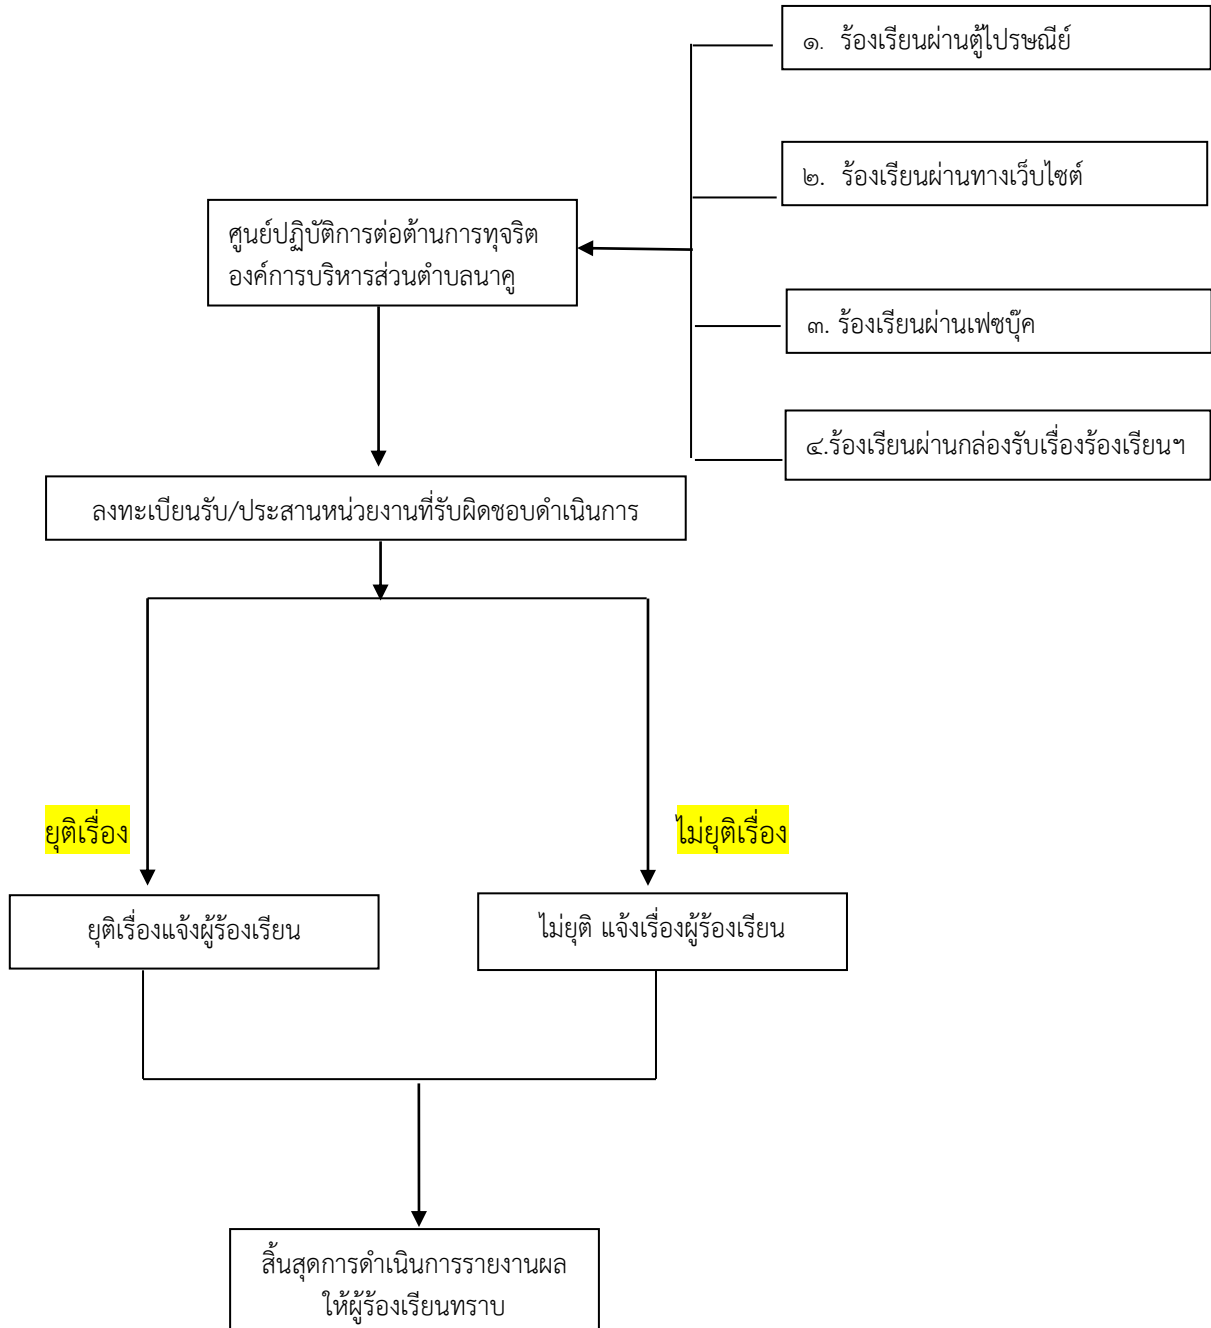 ๑. ร้องเรียนผ่านตู้ไปรษณีย์
๒. ร้องเรียนผ่านทางเว็บไซต์
ศูนย์ปฏิบัติการต่อต้านการทุจริต
องค์การบริหารส่วนตำบลนาคู
๓. ร้องเรียนผ่านเฟซบุ๊ค
๔.ร้องเรียนผ่านกล่องรับเรื่องร้องเรียนฯ
ลงทะเบียนรับ/ประสานหน่วยงานที่รับผิดชอบดำเนินการ
ยุติเรื่อง
ไม่ยุติเรื่อง
ยุติเรื่องแจ้งผู้ร้องเรียน
ไม่ยุติ แจ้งเรื่องผู้ร้องเรียน
สิ้นสุดการดำเนินการรายงานผล
ให้ผู้ร้องเรียนทราบ